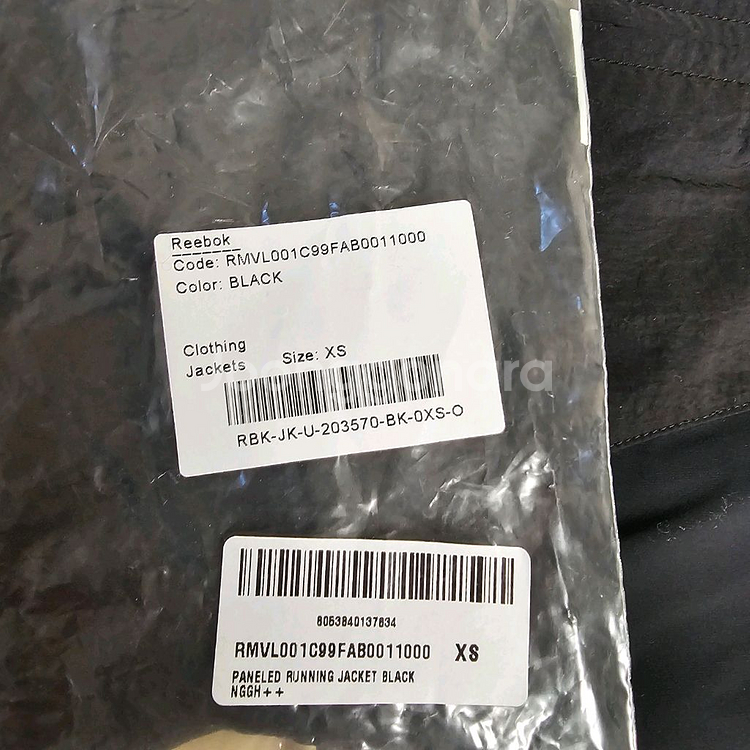 Reebok
Code: RMVL001C99FAB0011000
Color: BLACK
Clothing
Jackets Size: XS
RBK-JK-U-203570-BK-0XS-O
8053840137634
RMVL001C99FAB0011000 XS
PANELED RUNNING JACKET BLACK
NGGH++